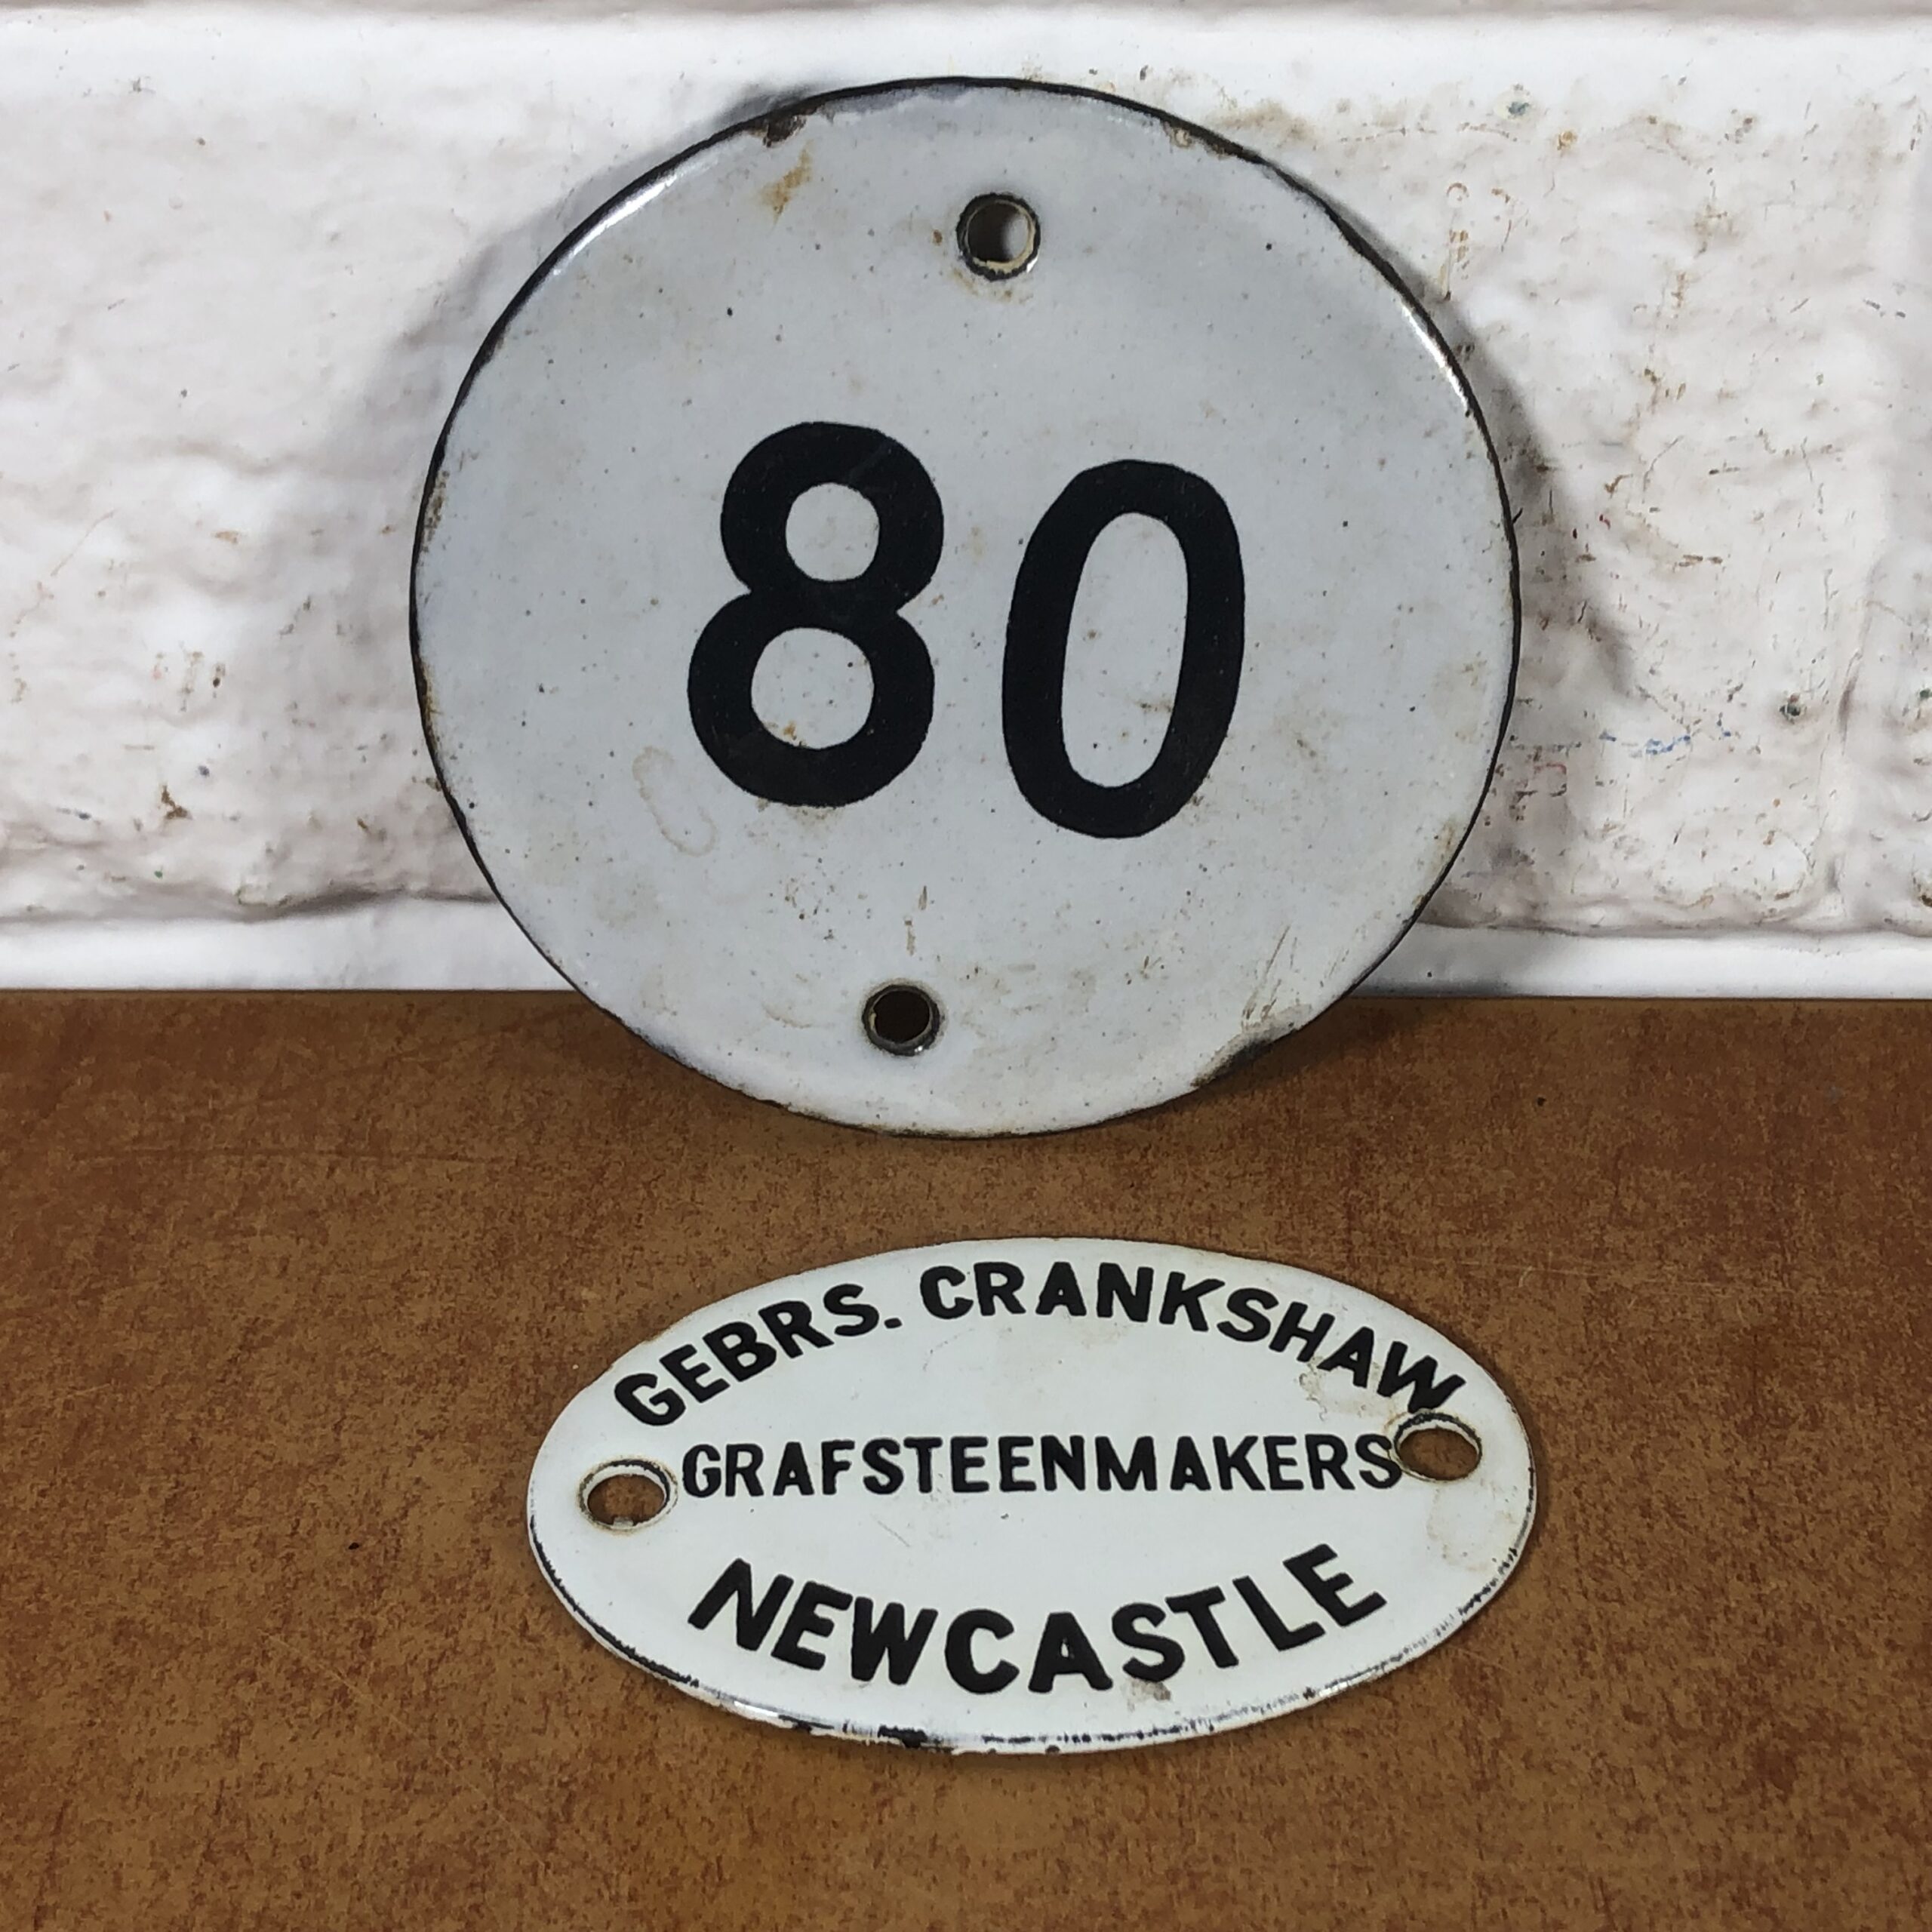 80
GEBRS. CRANKSHAW
GRAFSTEENMAKERS
NEWCASTLE